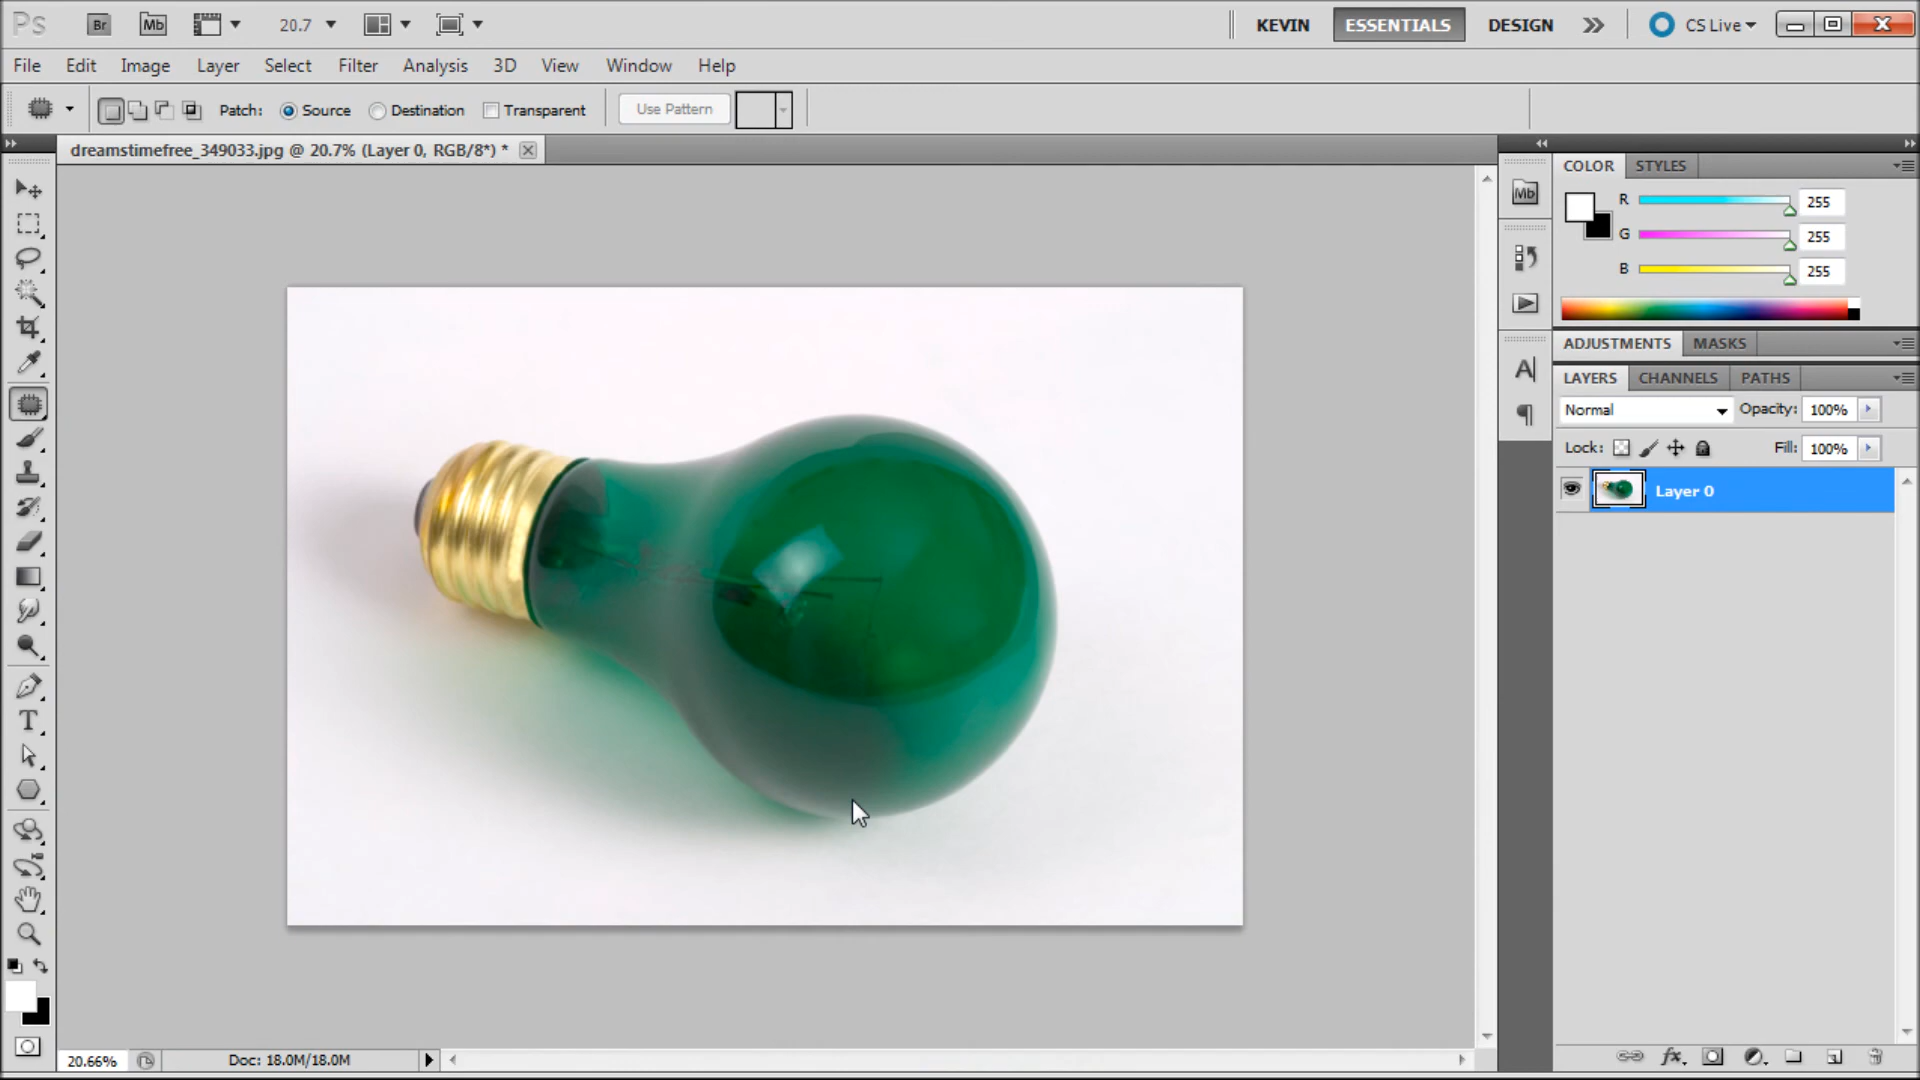 Ps Br Mb 20.7 KEVIN ESSENTIALS DESIGN CS Live
File Edit Image Layer Select Filter Analysis 3D View Window Help
Patch: Source Destination Transparent Use Pattern
dreamstimefree_349033.jpg @ 20.7% (Layer 0, RGB/8*) *
COLOR STYLES
Mb
R 255
G 255
B 255
ADJUSTMENTS MASKS
LAYERS CHANNELS PATHS
Normal Opacity: 100%
Lock: Fill: 100%
Layer 0
20.66% Doc: 18.0M/18.0M